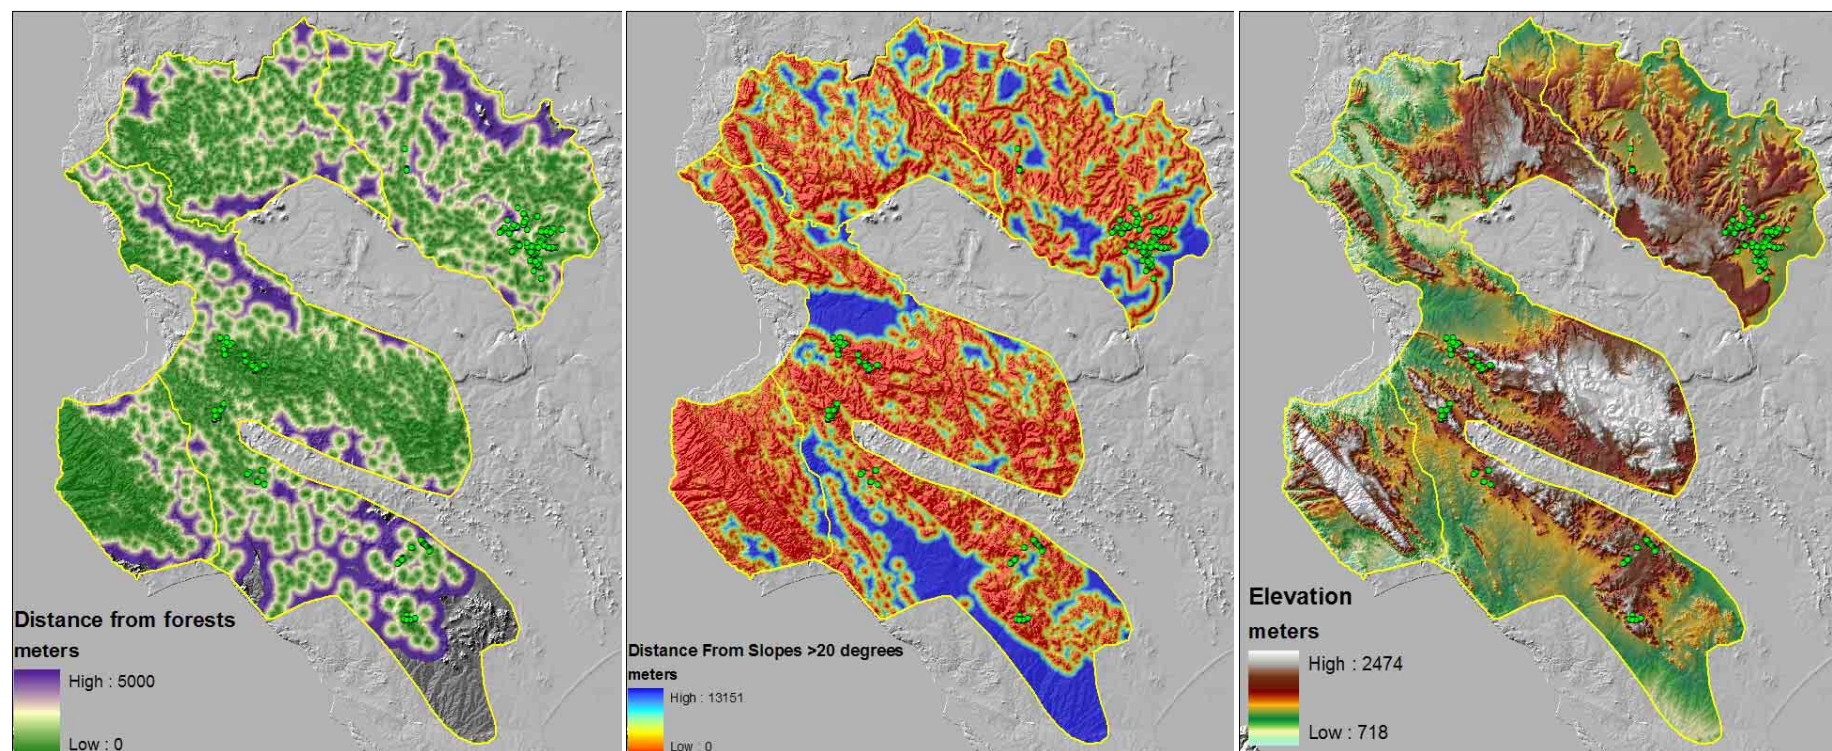 Distance from forests
meters
High : 5000
Low : 0
Distance From Slopes >20 degrees
meters
High : 13151
Low : 0
Elevation
meters
High : 2474
Low : 718